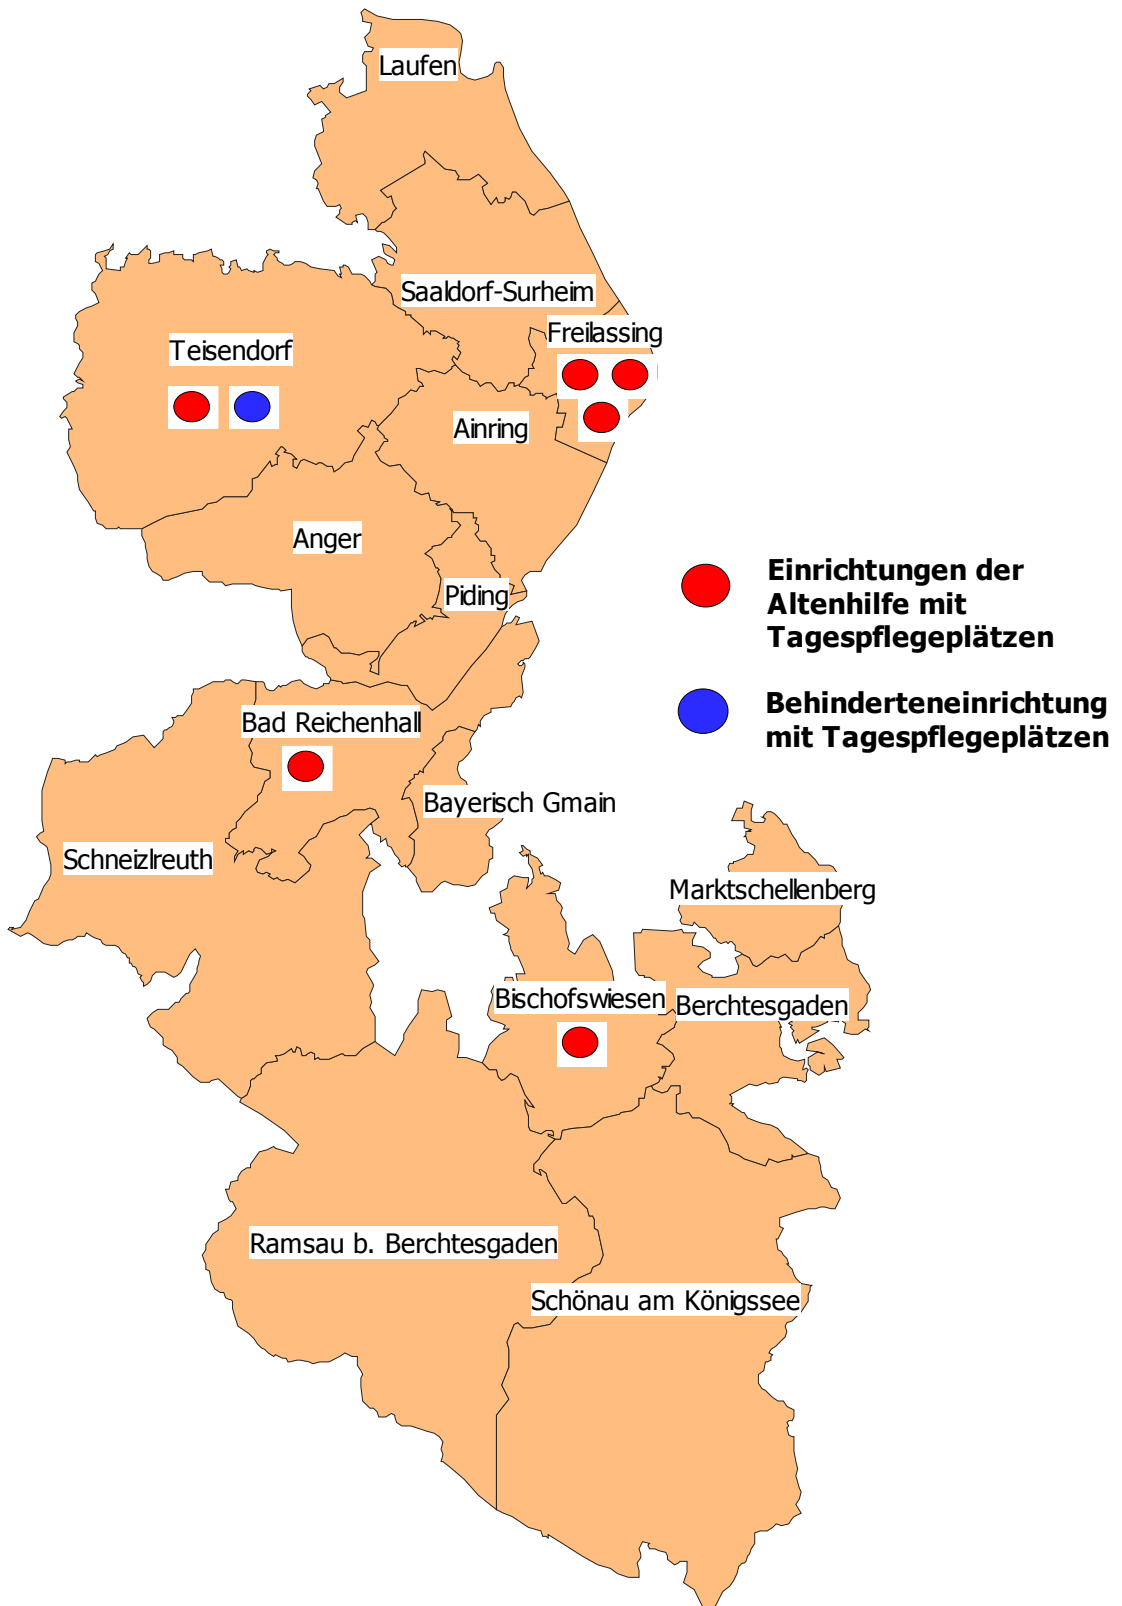 Laufen
Saaldorf-Surheim
Freilassing
Teisendorf
Ainring
Anger
Piding
Einrichtungen der
Altenhilfe mit
Tagespflegeplätzen
Behinderteneinrichtung
mit Tagespflegeplätzen
Bad Reichenhall
Bayerisch Gmain
Schneizlreuth
Marktschellenberg
Bischofswiesen
Berchtesgaden
Ramsau b. Berchtesgaden
Schönau am Königssee